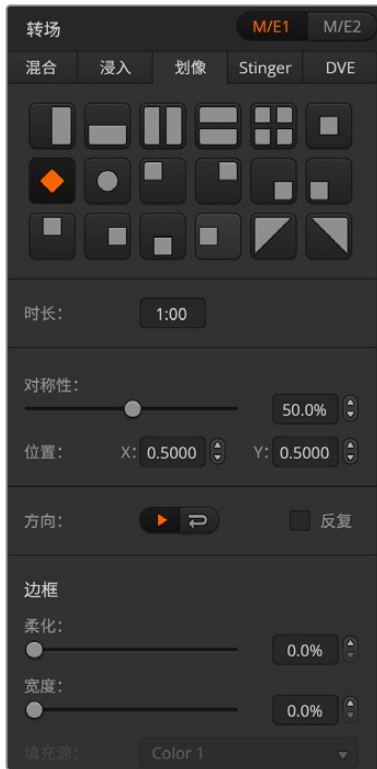 转场 M/E1 M/E2
混合 浸入 划像 Stinger DVE
时长： 1:00
对称性：
50.0%
位置： X: 0.5000 Y: 0.5000
方向： 反复
边框
柔化：
0.0%
宽度：
0.0%
填充源： Color 1